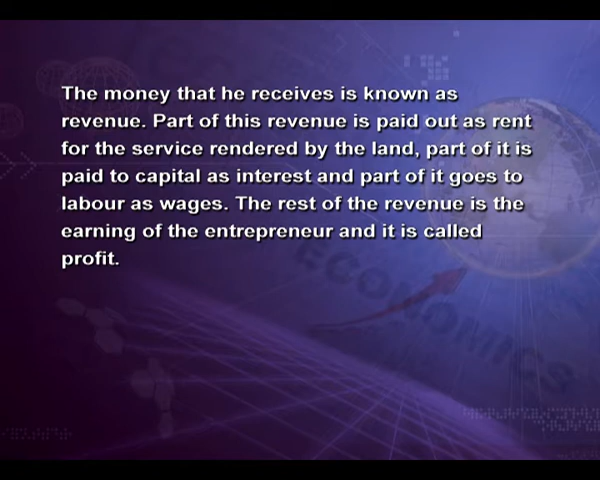 The money that he receives is known as
revenue. Part of this revenue is paid out as rent
for the service rendered by the land, part of it is
paid to capital as interest and part of it goes to
labour as wages. The rest of the revenue is the
earning of the entrepreneur and it is called
profit.
ECONOMICS